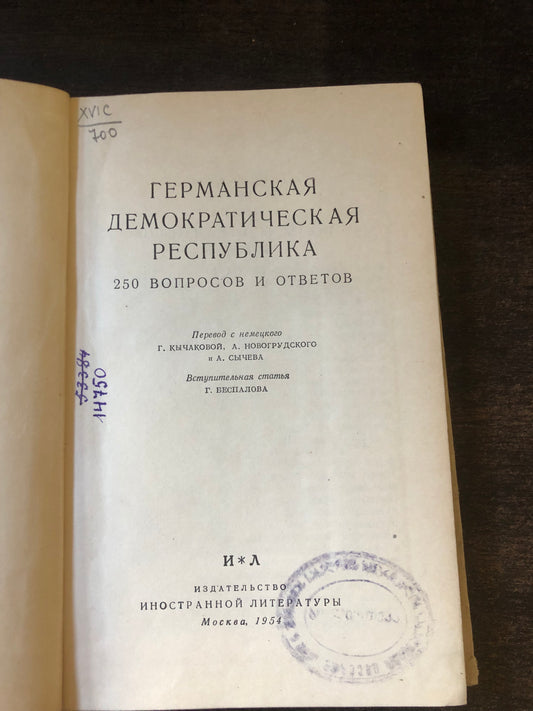 XVIC
700
ГЕРМАНСКАЯ
ДЕМОКРАТИЧЕСКАЯ
РЕСПУБЛИКА
250 ВОПРОСОВ И ОТВЕТОВ
Перевод с немецкого
Г. КЫЧАКОВОЙ, А. НОВОГРУДСКОГО
и А. СЫЧЕВА
Вступительная статья
Г. БЕСПАЛОВА
14750
И*Л
ИЗДАТЕЛЬСТВО
ИНОСТРАННОЙ ЛИТЕРАТУРЫ
Москва, 1954